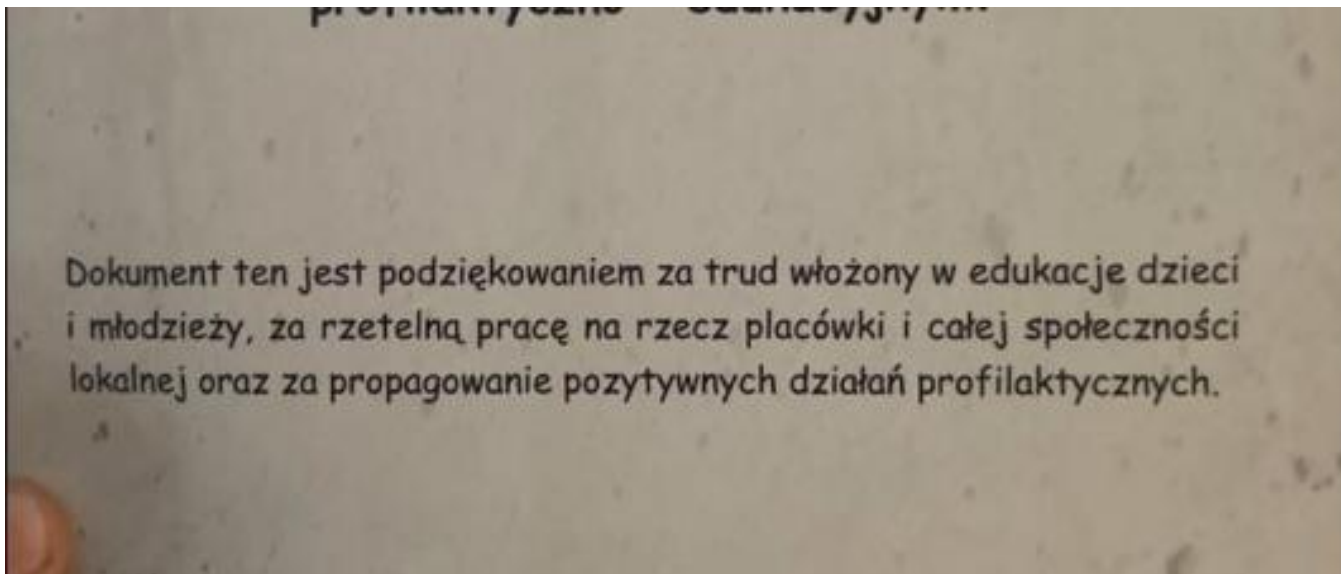 Dokument ten jest podziękowaniem za trud włożony w edukacje dzieci
i młodzieży, za rzetelną pracę na rzecz placówki i całej społeczności
lokalnej oraz za propagowanie pozytywnych działań profilaktycznych.